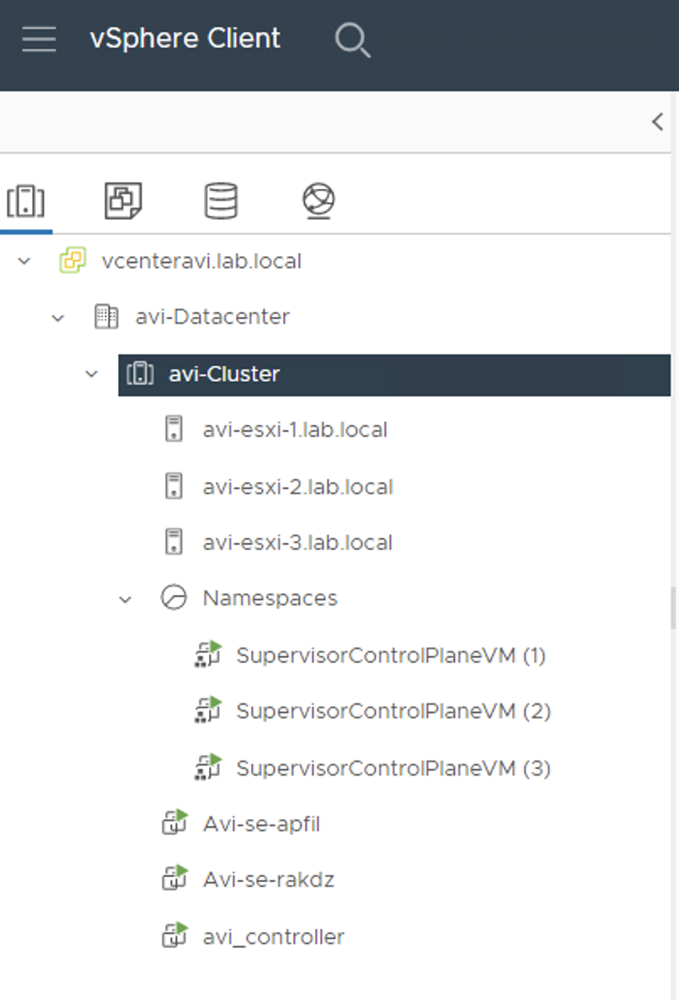 vSphere Client
vcenteravi.lab.local
avi-Datacenter
avi-Cluster
avi-esxi-1.lab.local
avi-esxi-2.lab.local
avi-esxi-3.lab.local
Namespaces
SupervisorControlPlaneVM (1)
SupervisorControlPlaneVM (2)
SupervisorControlPlaneVM (3)
Avi-se-apfil
Avi-se-rakdz
avi_controller